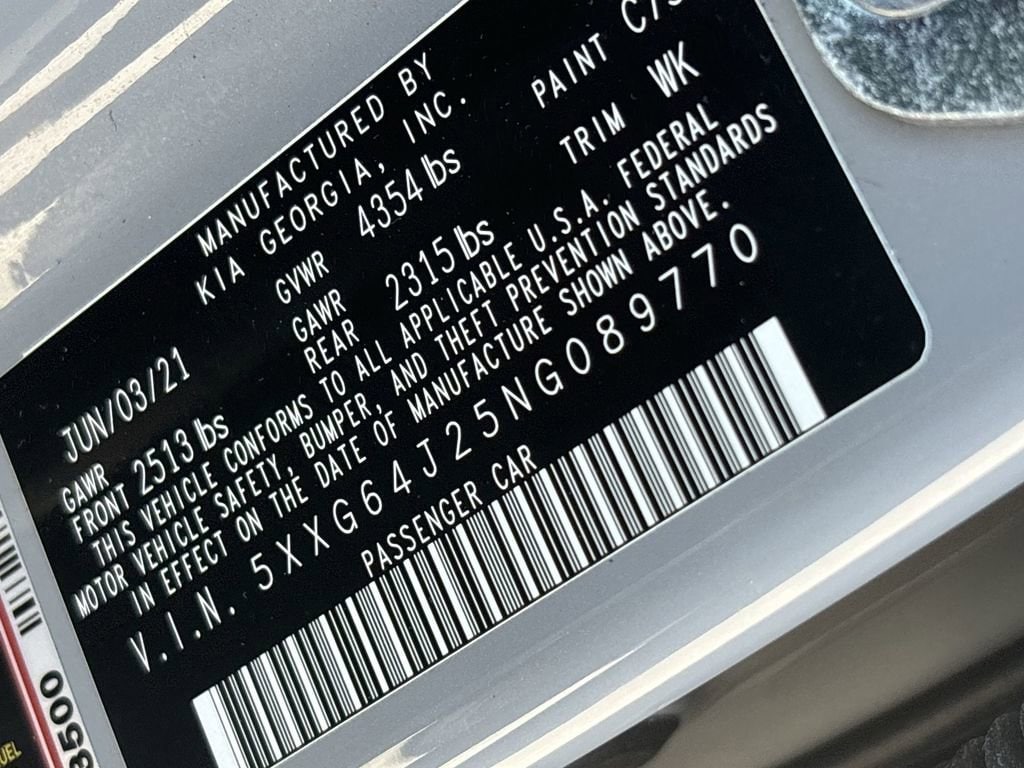 MANUFACTURED BY
KIA GEORGIA, INC.
JUN/03/21
GVWR 4354 lbs
PAINT
GAWR FRONT 2513 lbs
GAWR REAR 2315 lbs
TRIM WK
THIS VEHICLE CONFORMS TO ALL APPLICABLE U.S.A. FEDERAL
MOTOR VEHICLE SAFETY, BUMPER, AND THEFT PREVENTION STANDARDS
IN EFFECT ON THE DATE OF MANUFACTURE SHOWN ABOVE.
V.I.N. 5XXG64J25NG089770
PASSENGER CAR